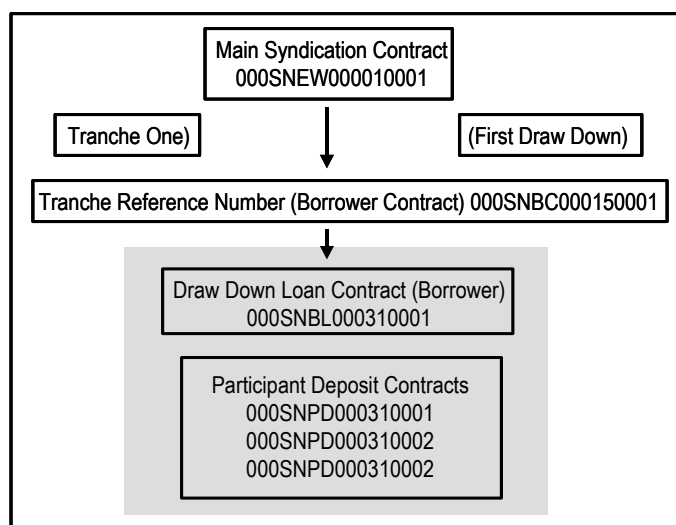 Main Syndication Contract
000SNEW000010001
Tranche One)
(First Draw Down)
Tranche Reference Number (Borrower Contract) 000SNBC000150001
Draw Down Loan Contract (Borrower)
000SNBL000310001
Participant Deposit Contracts
000SNPD000310001
000SNPD000310002
000SNPD000310002